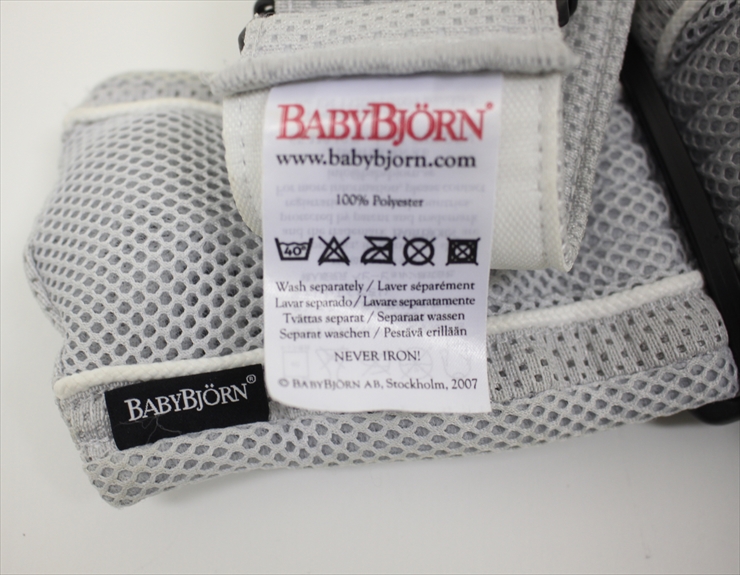 BABYBJÖRN®
www.babybjorn.com
100% Polyester
40°
Wash separately / Laver séparément
Lavar separado / Lavare separatamente
Tvättas separat / Separaat wassen
Separat waschen / Pestävä erillään
NEVER IRON!
© BABYBJÖRN AB, Stockholm, 2007
BABYBJÖRN®